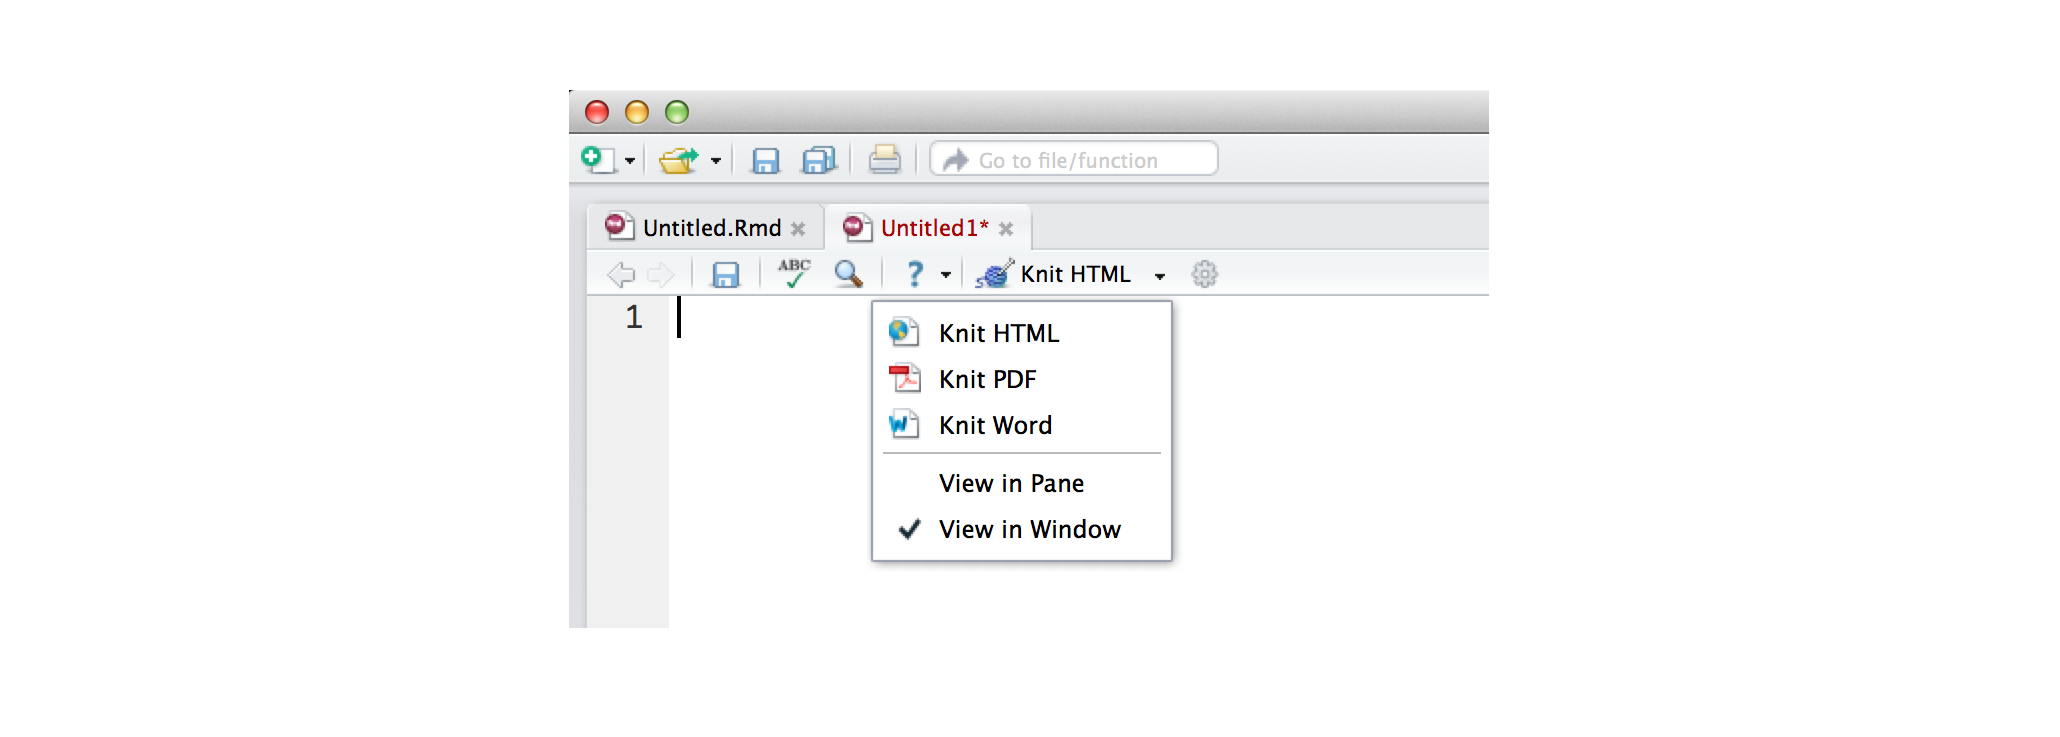 Go to file/function
Untitled.Rmd Untitled1*
ABC ? Knit HTML
1
Knit HTML
Knit PDF
W Knit Word
View in Pane
View in Window